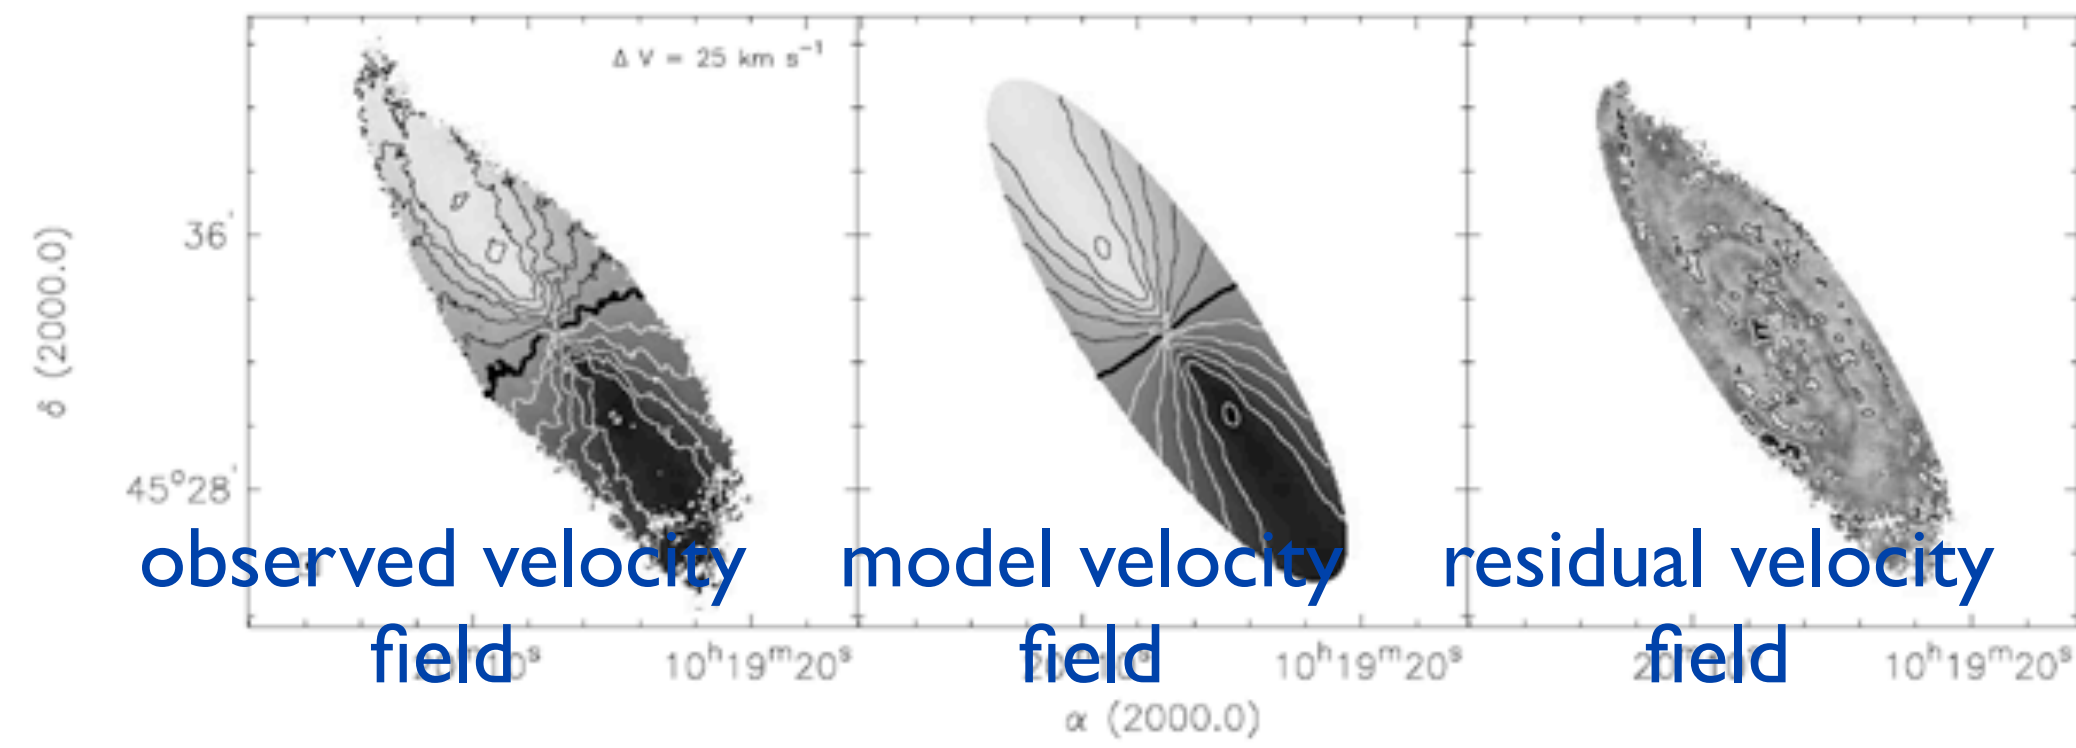 Δ V = 25 km s⁻¹
δ (2000.0)
36'
45°28'
observed velocity field
model velocity field
residual velocity field
10ʰ19ᵐ20ˢ
10ʰ19ᵐ20ˢ
10ʰ19ᵐ20ˢ
α (2000.0)